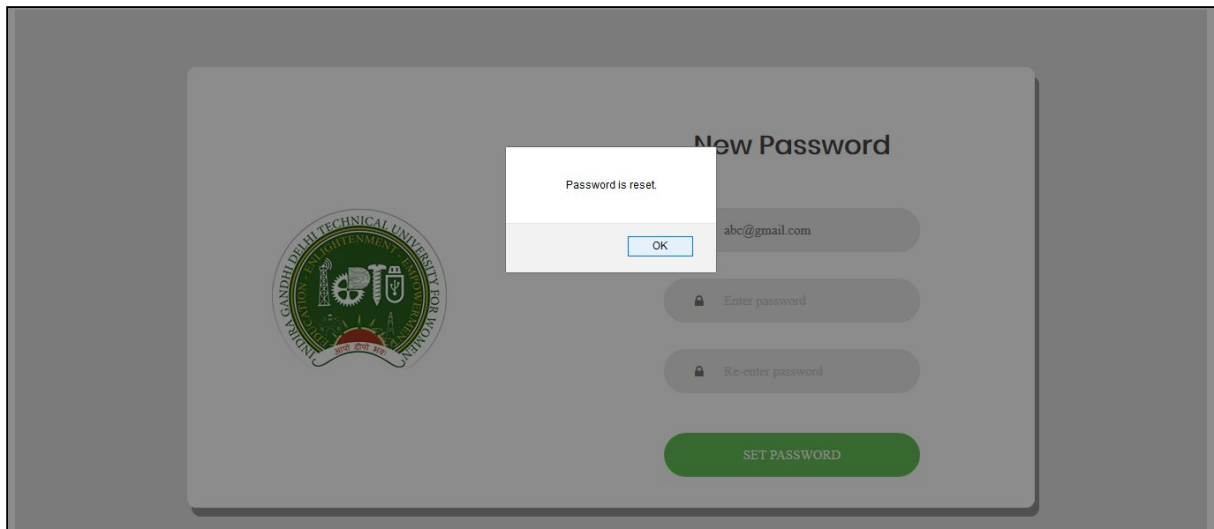 New Password
Password is reset.
OK
abc@gmail.com
Enter password
Re-enter password
SET PASSWORD
INDIRA GANDHI DELHI TECHNICAL UNIVERSITY FOR WOMEN
EDUCATION - ENLIGHTENMENT - EMPOWERMENT